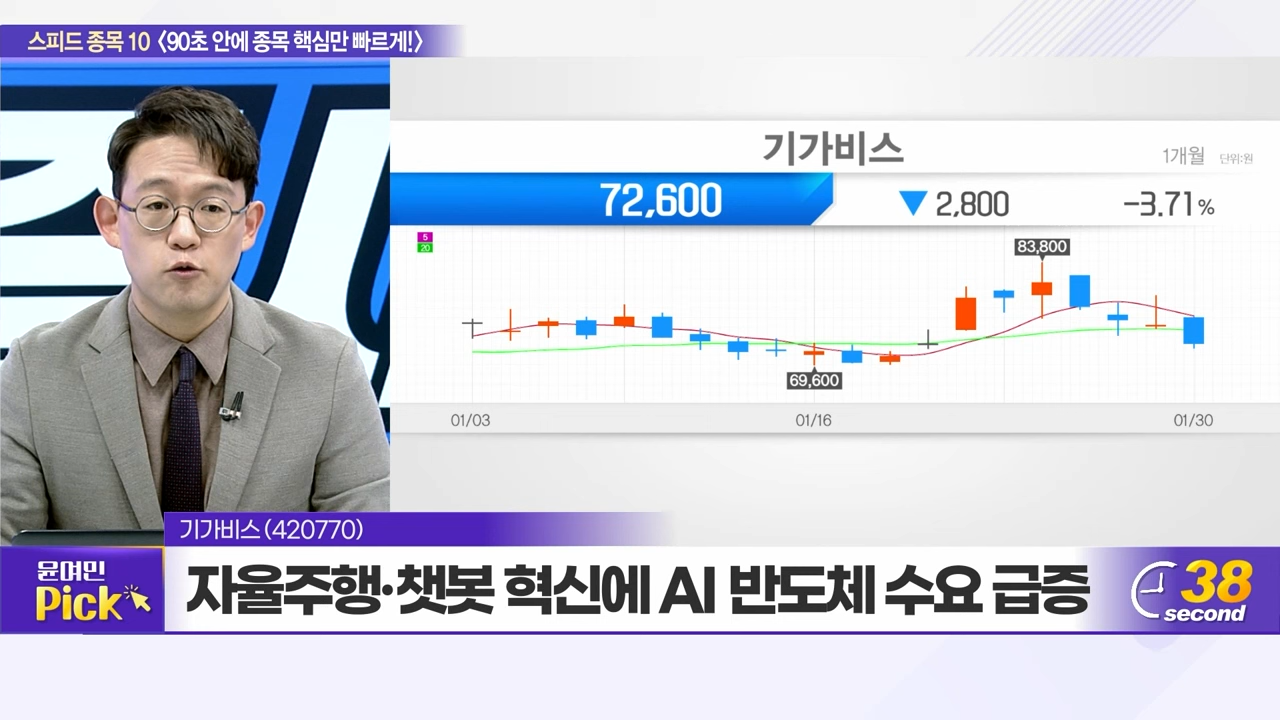 스피드 종목 10 〈90초 안에 종목 핵심만 빠르게!〉
기가비스
1개월 단위:원
72,600
▼ 2,800
-3.71%
5
20
83,800
69,600
01/03
01/16
01/30
기가비스 (420770)
윤여민
Pick
자율주행·챗봇 혁신에 AI 반도체 수요 급증
38
second